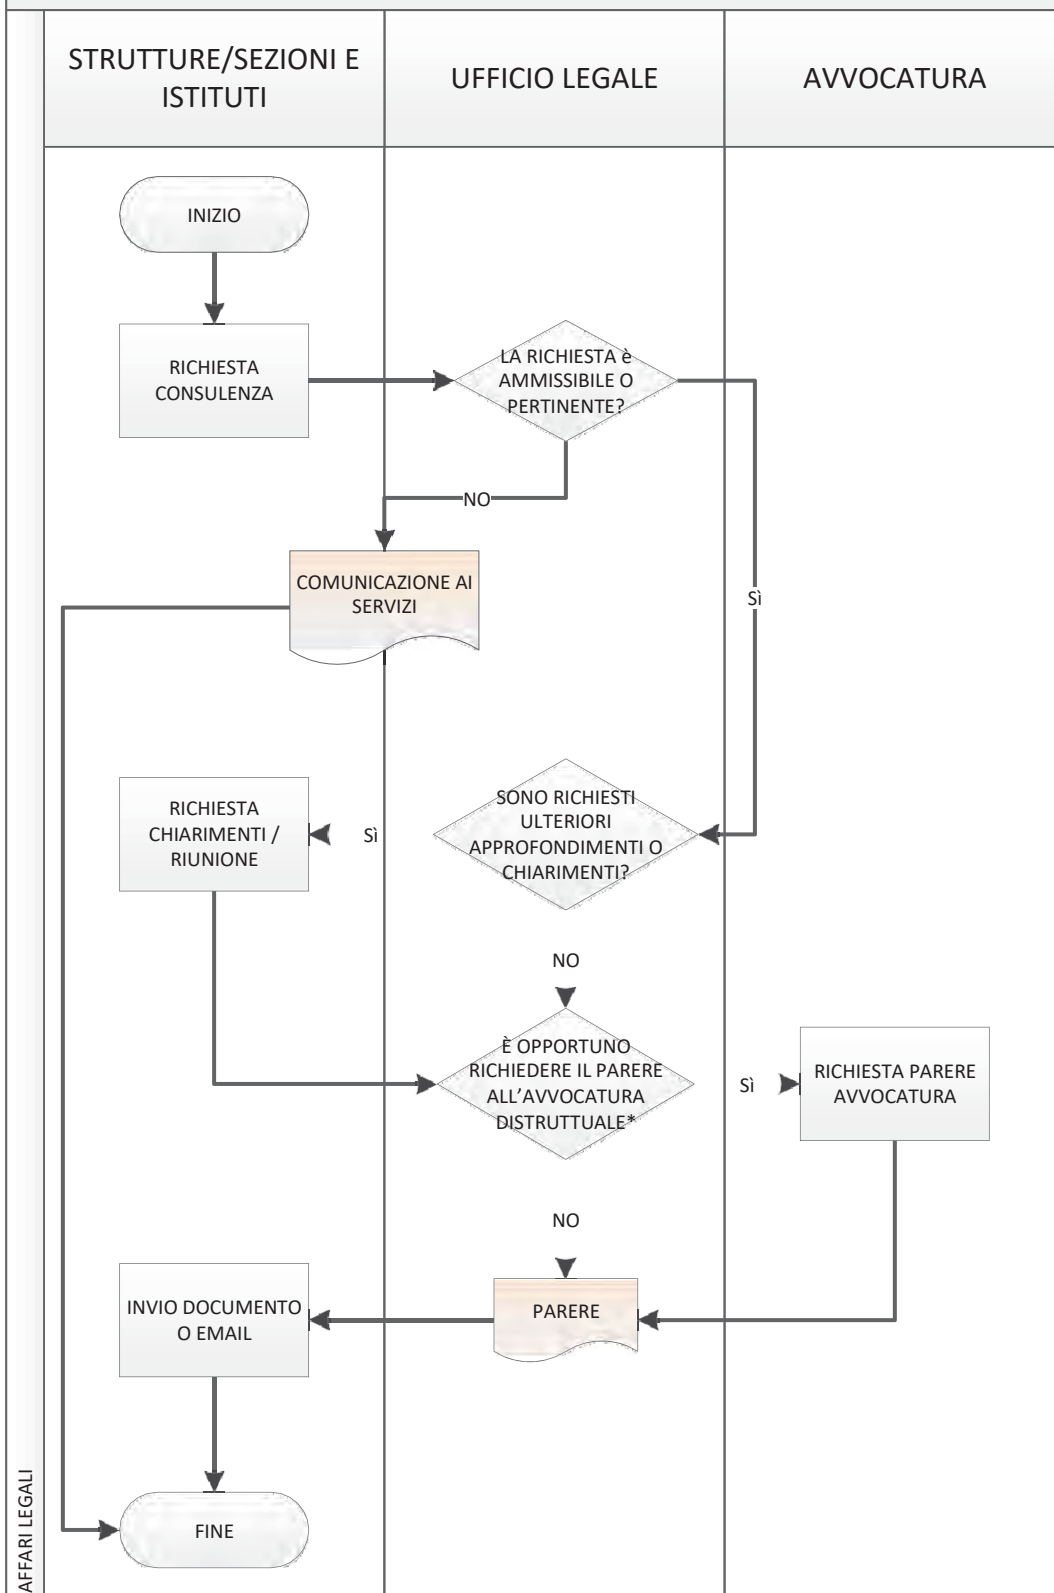 STRUTTURE/SEZIONI E
ISTITUTI
UFFICIO LEGALE
AVVOCATURA
INIZIO
RICHIESTA
CONSULENZA
LA RICHIESTA è
AMMISSIBILE O
PERTINENTE?
NO
COMUNICAZIONE AI
SERVIZI
Sì
RICHIESTA
CHIARIMENTI /
RIUNIONE
Sì
SONO RICHIESTI
ULTERIORI
APPROFONDIMENTI O
CHIARIMENTI?
NO
È OPPORTUNO
RICHIEDERE IL PARERE
ALL’AVVOCATURA
DISTRUTTUALE*
Sì
RICHIESTA PARERE
AVVOCATURA
NO
INVIO DOCUMENTO
O EMAIL
PARERE
FINE
AFFARI LEGALI